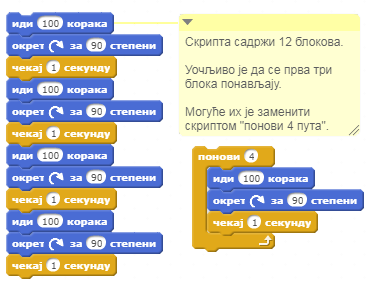 иди 100 корака
окрет за 90 степени
чекај 1 секунду
иди 100 корака
окрет за 90 степени
чекај 1 секунду
иди 100 корака
окрет за 90 степени
чекај 1 секунду
иди 100 корака
окрет за 90 степени
чекај 1 секунду
Скрипта садржи 12 блокова.
Уочљиво је да се прва три
блока понављају.
Могуће их је заменити
скриптом "понови 4 пута".
понови 4
иди 100 корака
окрет за 90 степени
чекај 1 секунду